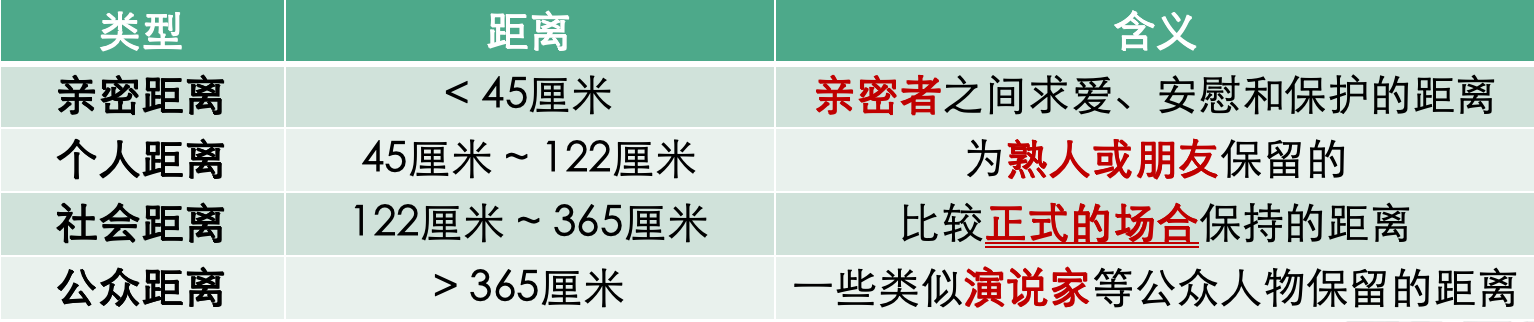 类型 距离 含义
亲密距离 < 45厘米 亲密者之间求爱、安慰和保护的距离
个人距离 45厘米 ~ 122厘米 为熟人或朋友保留的
社会距离 122厘米 ~ 365厘米 比较正式的场合保持的距离
公众距离 > 365厘米 一些类似演说家等公众人物保留的距离